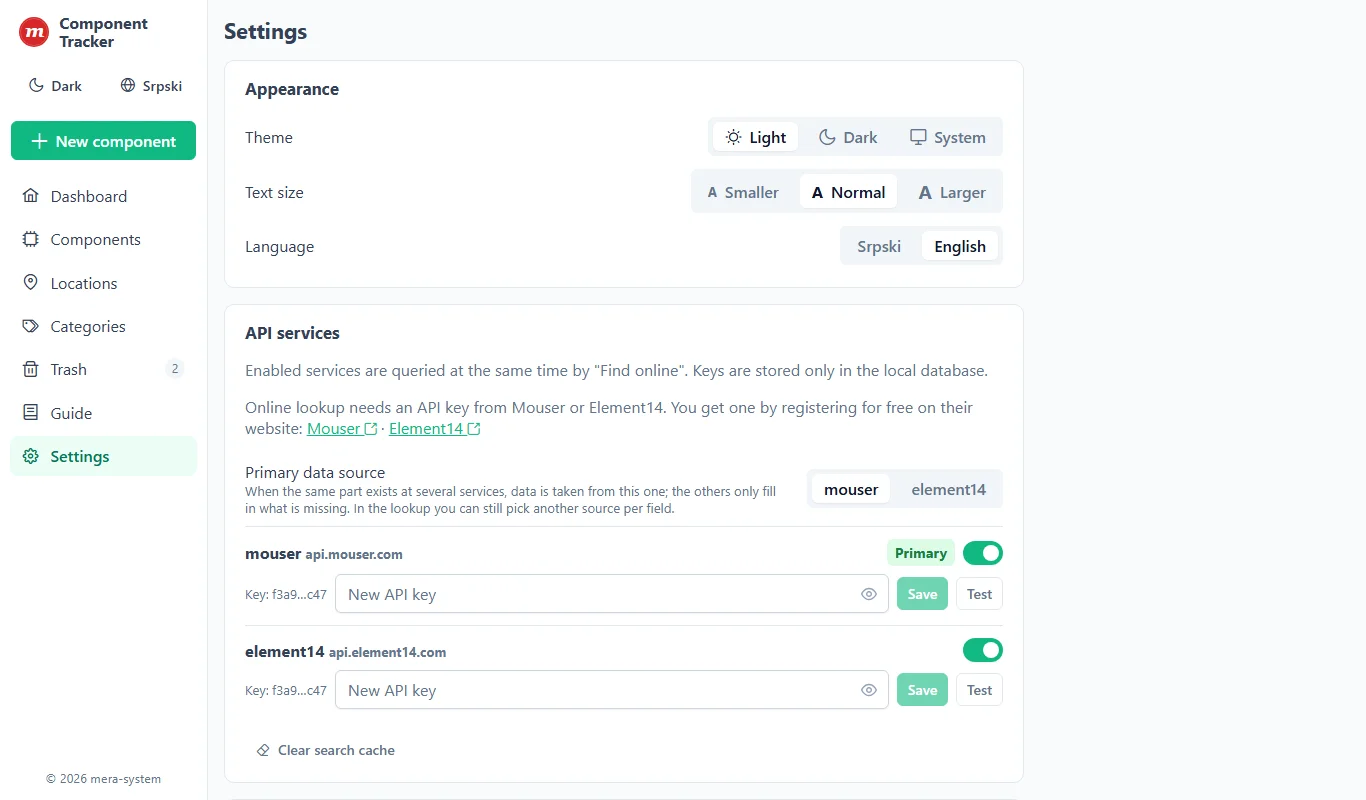 m
Component
Tracker
Dark
Srpski
New component
Dashboard
Components
Locations
Categories
Trash
2
Guide
Settings
© 2026 mera-system
Settings
Appearance
Theme
Light
Dark
System
Text size
A Smaller
A Normal
A Larger
Language
Srpski
English
API services
Enabled services are queried at the same time by "Find online". Keys are stored only in the local database.
Online lookup needs an API key from Mouser or Element14. You get one by registering for free on their
website: Mouser · Element14
Primary data source
When the same part exists at several services, data is taken from this one; the others only fill
in what is missing. In the lookup you can still pick another source per field.
mouser
element14
mouser api.mouser.com
Primary
Key: f3a9...c47
New API key
Save
Test
element14 api.element14.com
Key: f3a9...c47
New API key
Save
Test
Clear search cache